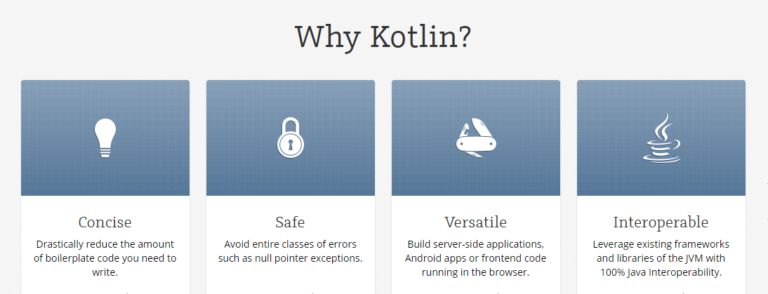 Why Kotlin?
Concise
Drastically reduce the amount
of boilerplate code you need to
write.
Safe
Avoid entire classes of errors
such as null pointer exceptions.
Versatile
Build server-side applications,
Android apps or frontend code
running in the browser.
Interoperable
Leverage existing frameworks
and libraries of the JVM with
100% Java Interoperability.